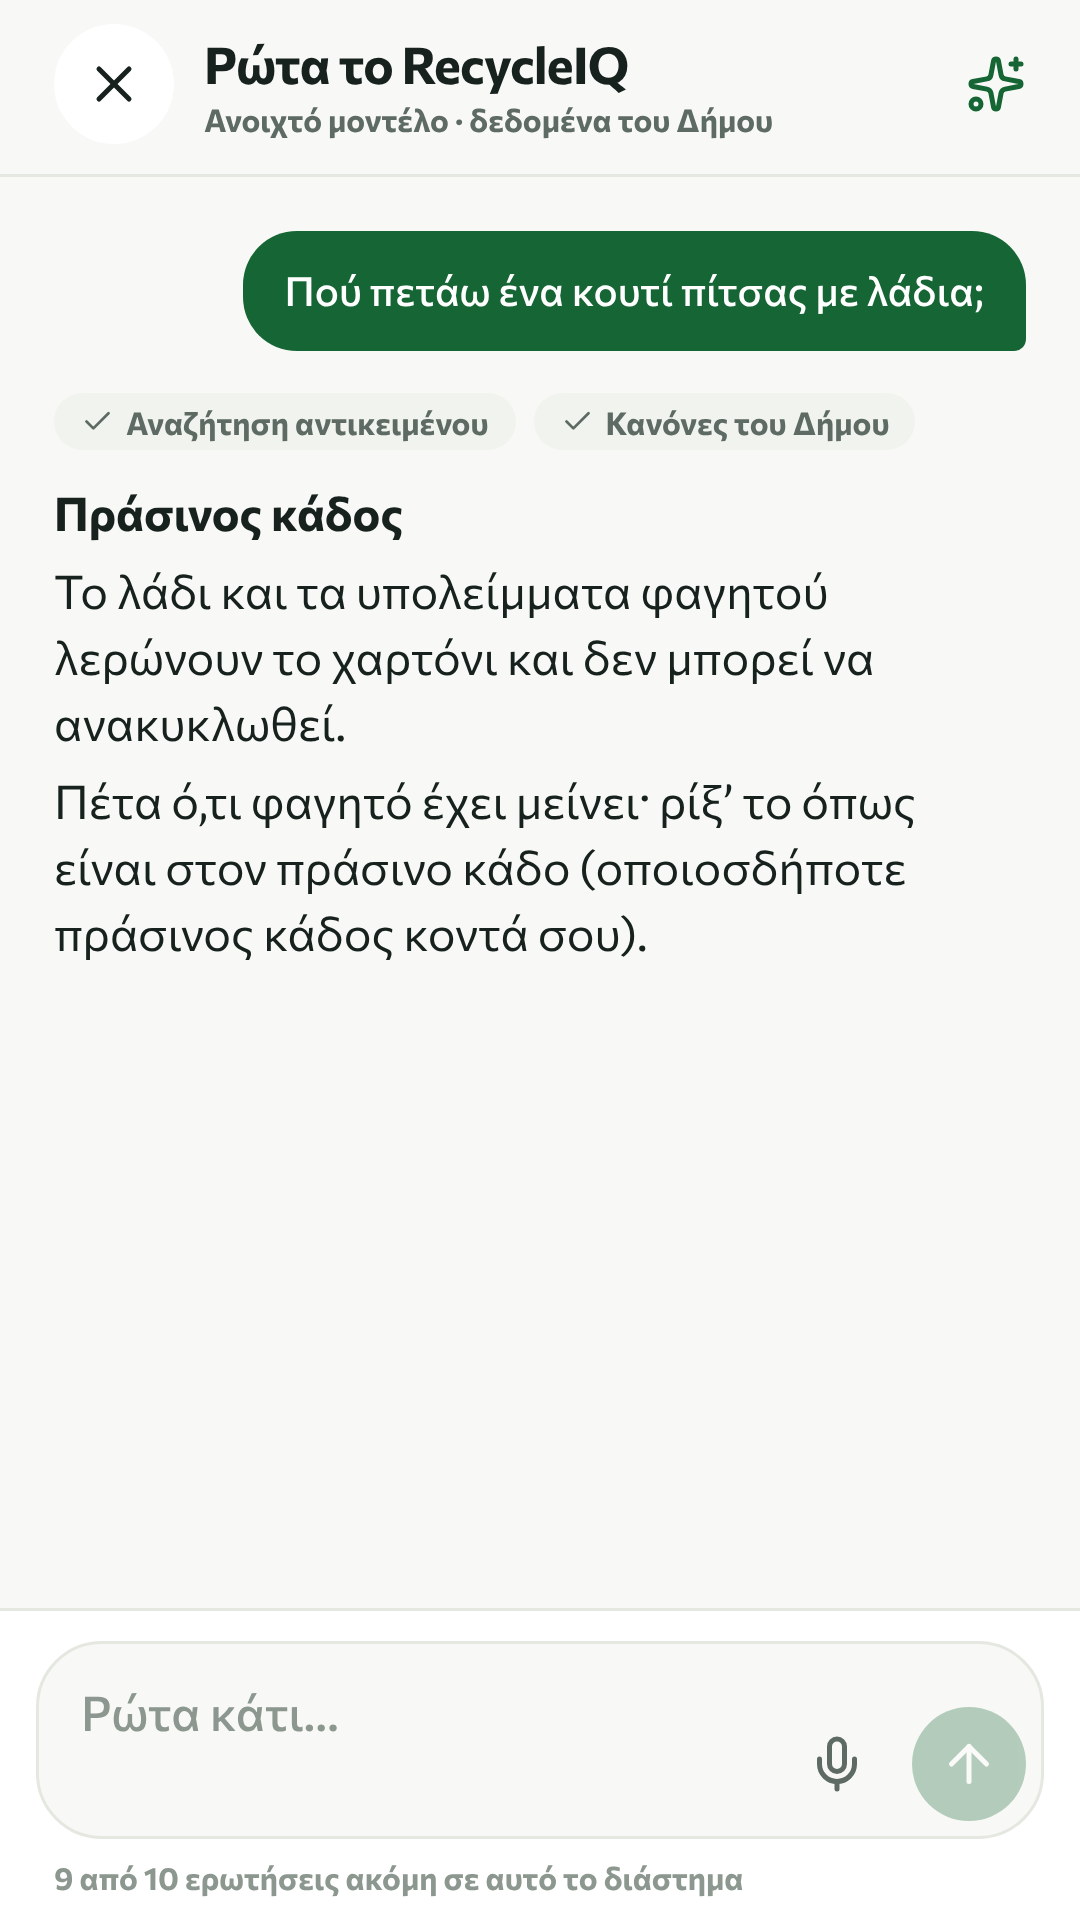 Ρώτα το RecycleIQ
Ανοιχτό μοντέλο · δεδομένα του Δήμου
Πού πετάω ένα κουτί πίτσας με λάδια;
Αναζήτηση αντικειμένου
Κανόνες του Δήμου
Πράσινος κάδος
Το λάδι και τα υπολείμματα φαγητού
λερώνουν το χαρτόνι και δεν μπορεί να
ανακυκλωθεί.
Πέτα ό,τι φαγητό έχει μείνει· ρίξ’ το όπως
είναι στον πράσινο κάδο (οποιοσδήποτε
πράσινος κάδος κοντά σου).
Ρώτα κάτι...
9 από 10 ερωτήσεις ακόμη σε αυτό το διάστημα